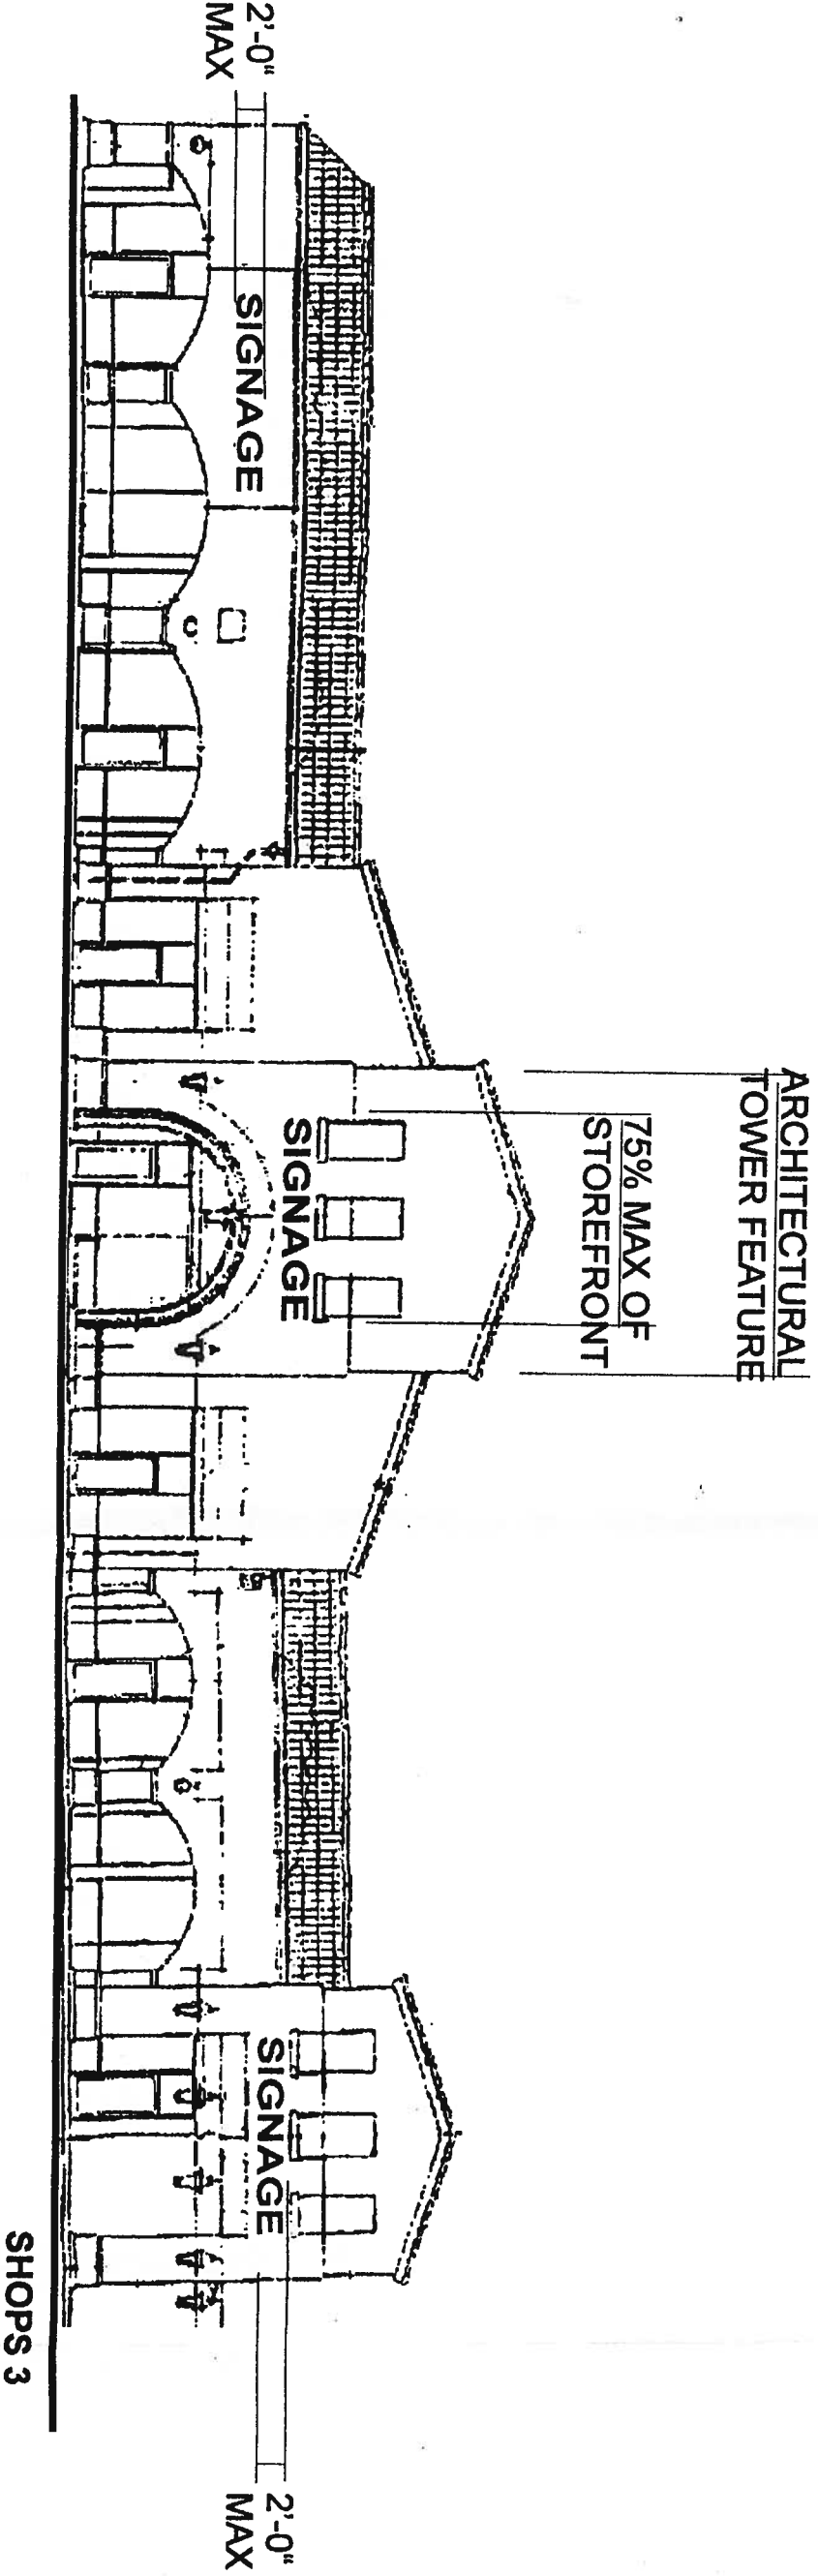 ARCHITECTURAL
TOWER FEATURE
75% MAX OF
STOREFRONT
2'-0"
MAX
SIGNAGE
SIGNAGE
SIGNAGE
2'-0"
MAX
SHOPS 3